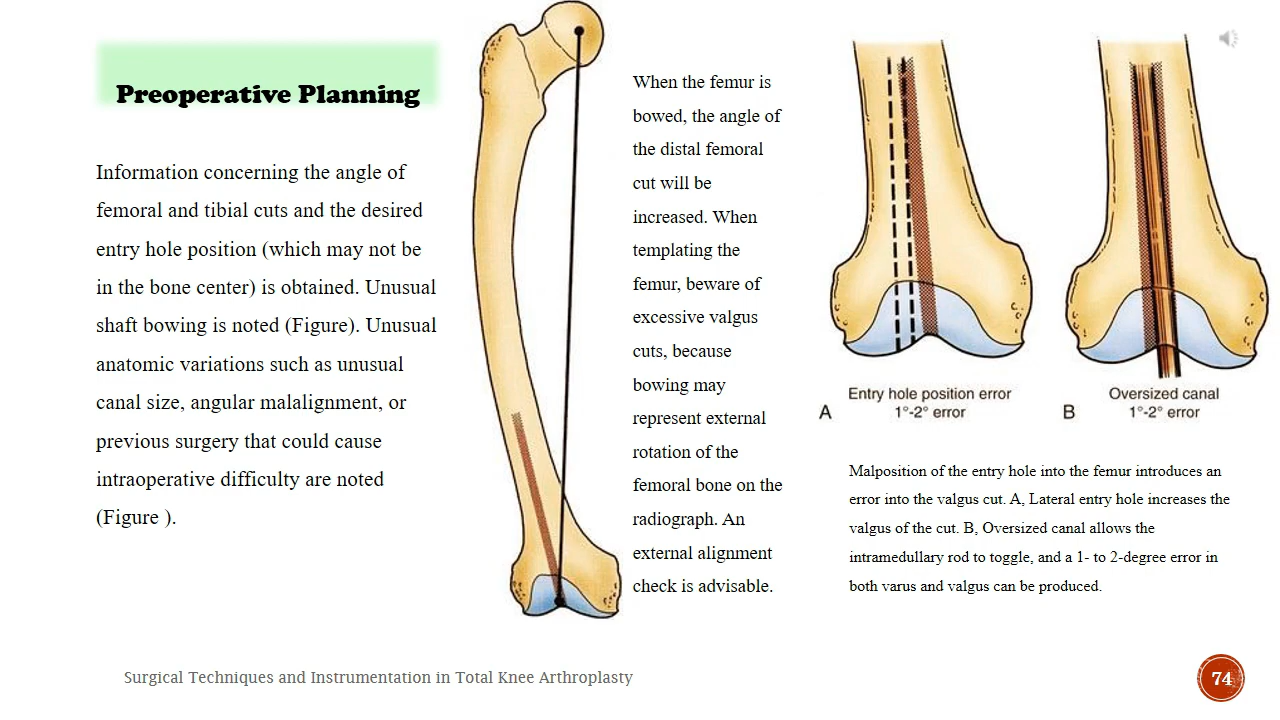 Preoperative Planning
Information concerning the angle of
femoral and tibial cuts and the desired
entry hole position (which may not be
in the bone center) is obtained. Unusual
shaft bowing is noted (Figure). Unusual
anatomic variations such as unusual
canal size, angular malalignment, or
previous surgery that could cause
intraoperative difficulty are noted
(Figure ).
When the femur is
bowed, the angle of
the distal femoral
cut will be
increased. When
templating the
femur, beware of
excessive valgus
cuts, because
bowing may
represent external
rotation of the
femoral bone on the
radiograph. An
external alignment
check is advisable.
A
Entry hole position error
1°-2° error
B
Oversized canal
1°-2° error
Malposition of the entry hole into the femur introduces an
error into the valgus cut. A, Lateral entry hole increases the
valgus of the cut. B, Oversized canal allows the
intramedullary rod to toggle, and a 1- to 2-degree error in
both varus and valgus can be produced.
Surgical Techniques and Instrumentation in Total Knee Arthroplasty
74